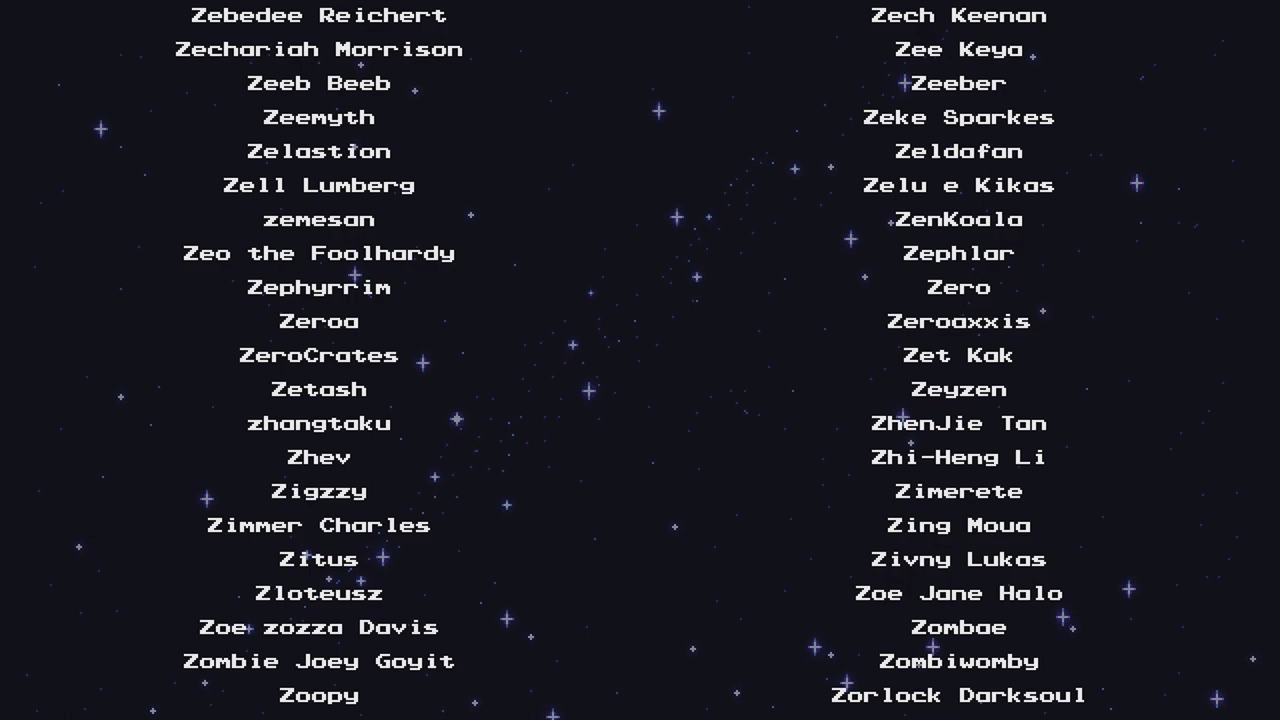 Zebedee Reichert
Zech Keenan
Zechariah Morrison
Zee Keya
Zeeb Beeb
Zeeber
Zeemyth
Zeke Sparkes
Zelastion
Zeldafan
Zell Lumberg
Zelu e Kikas
zemesan
ZenKoala
Zeo the Foolhardy
Zephlar
Zephyrrim
Zero
Zeroa
Zeroaxxis
ZeroCrates
Zet Kak
Zetash
Zeyzen
zhangtaku
ZhenJie Tan
Zhev
Zhi-Heng Li
Zigzzy
Zimerete
Zimmer Charles
Zing Moua
Zitus
Zivny Lukas
Zloteusz
Zoe Jane Halo
Zoe zozza Davis
Zombae
Zombie Joey Goyit
Zombiwomby
Zoopy
Zorlock Darksoul